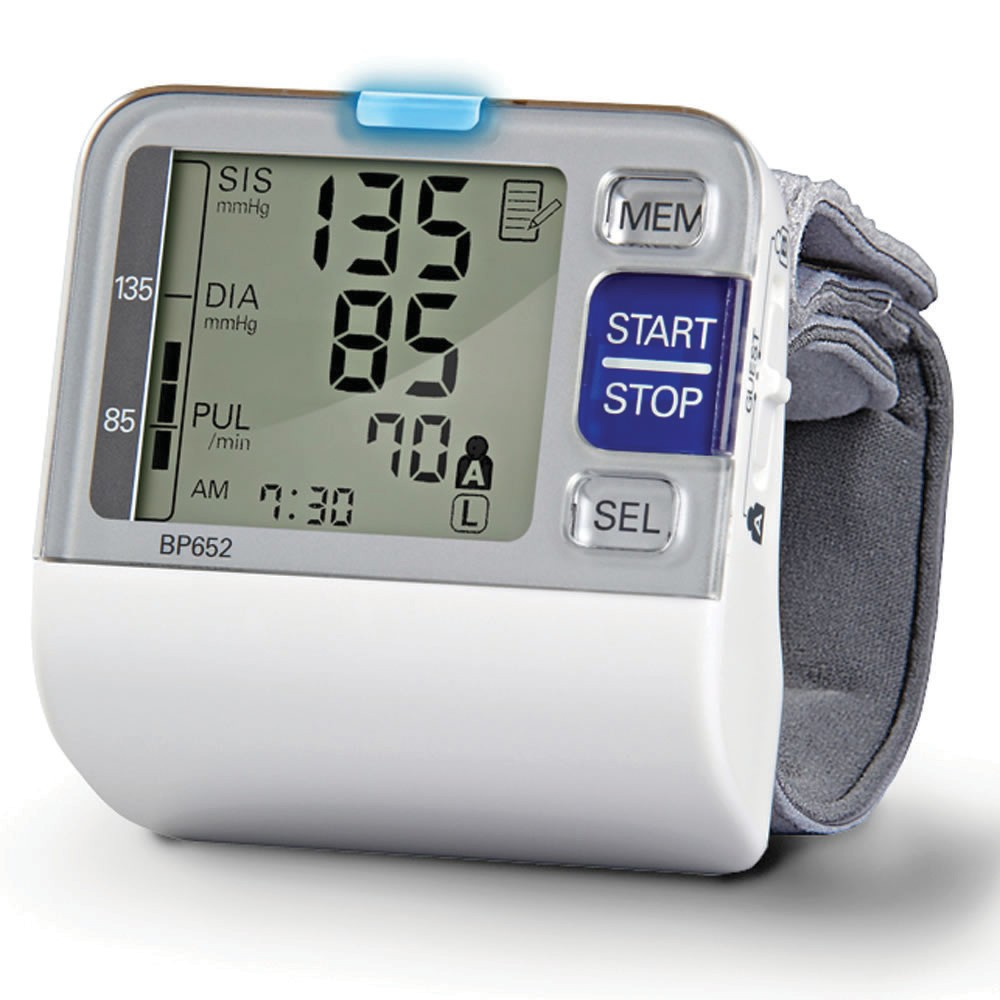 SIS
mmHg
135
MEM
135
DIA
mmHg
85
START
STOP
GUEST
85
PUL
/min
70
A
AM 7:30
L
SEL
A
BP652